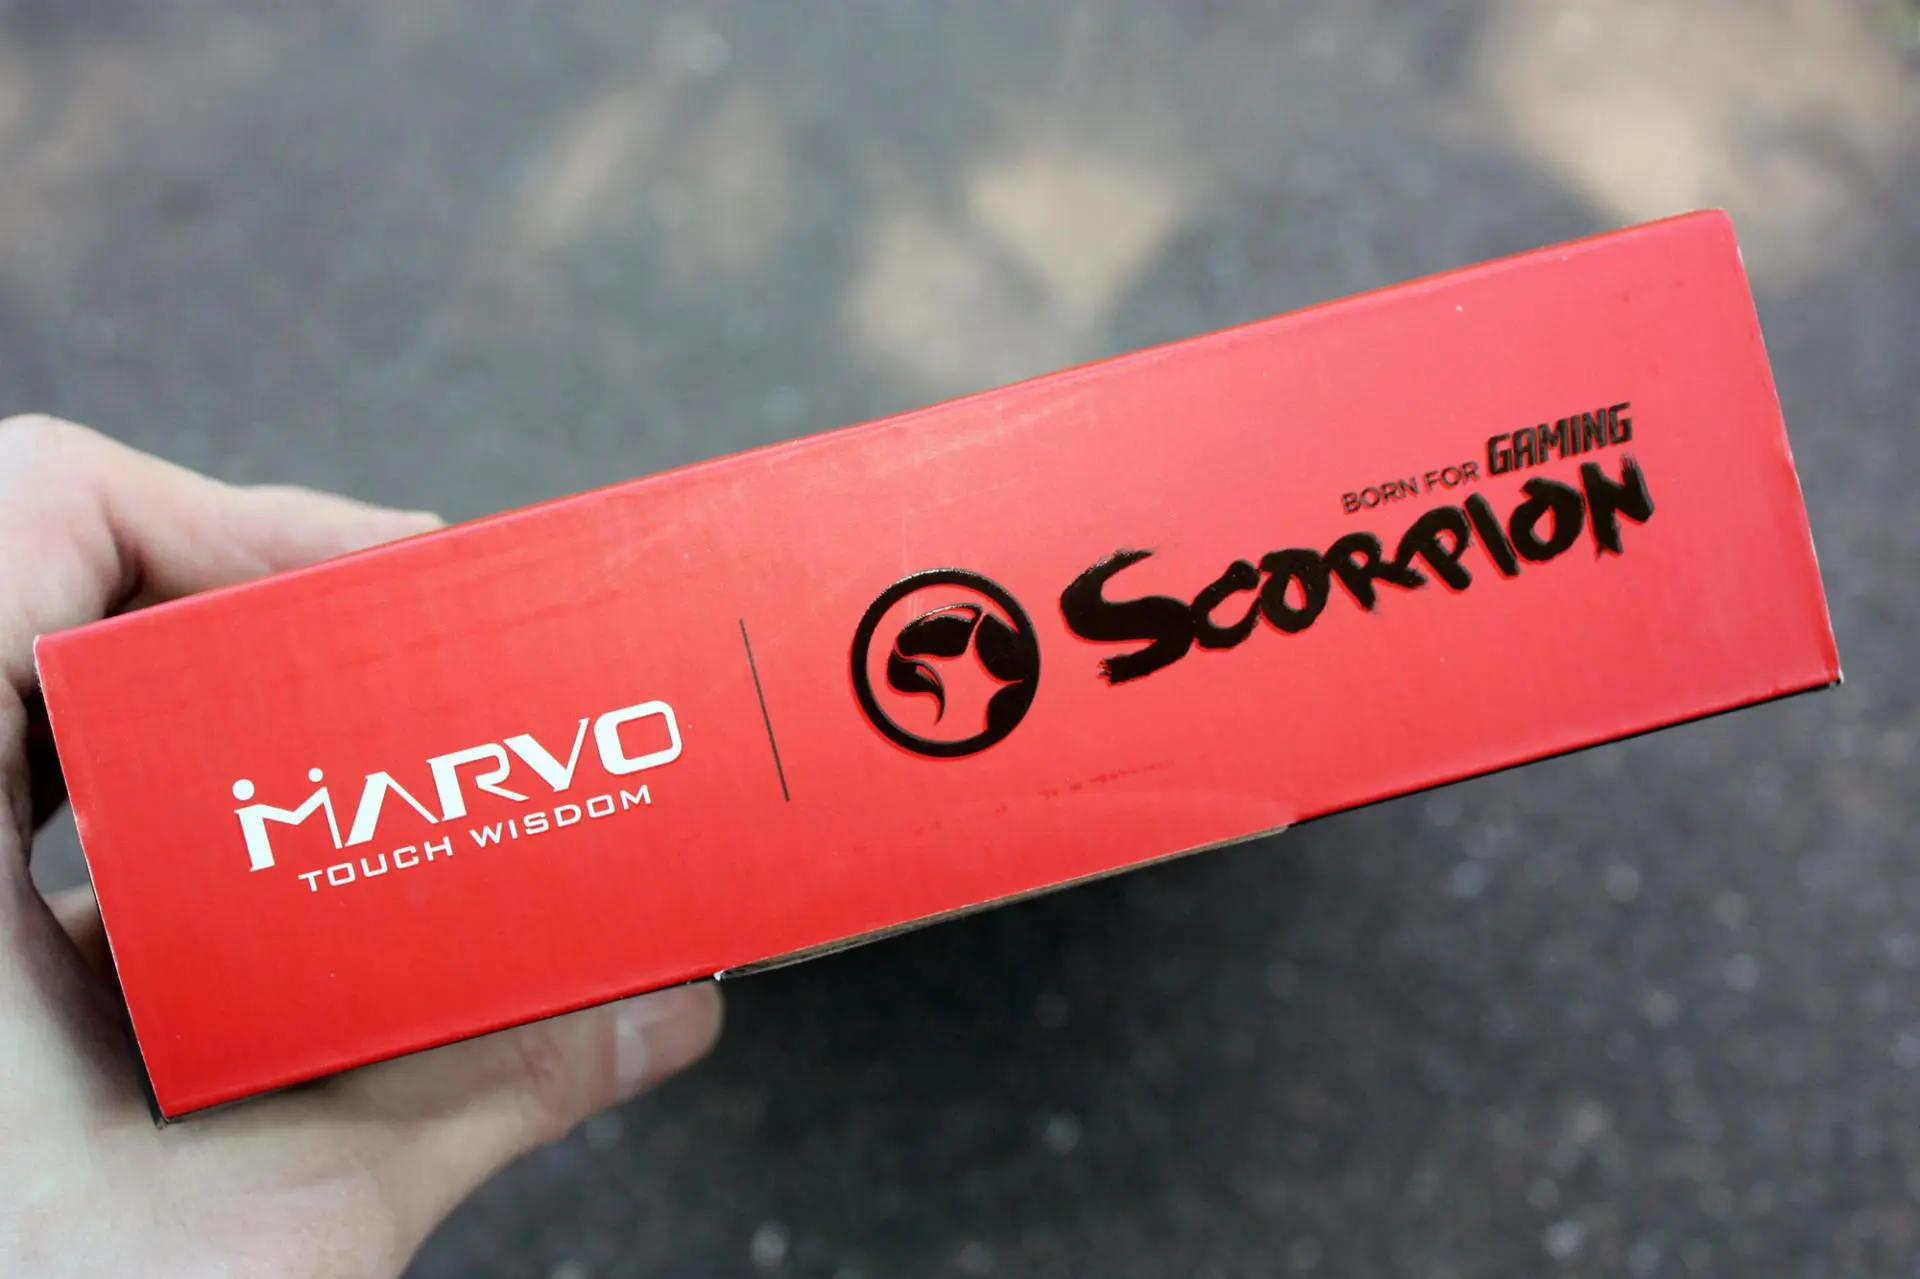 MARVO
TOUCH WISDOM
BORN FOR GAMING
SCORPION